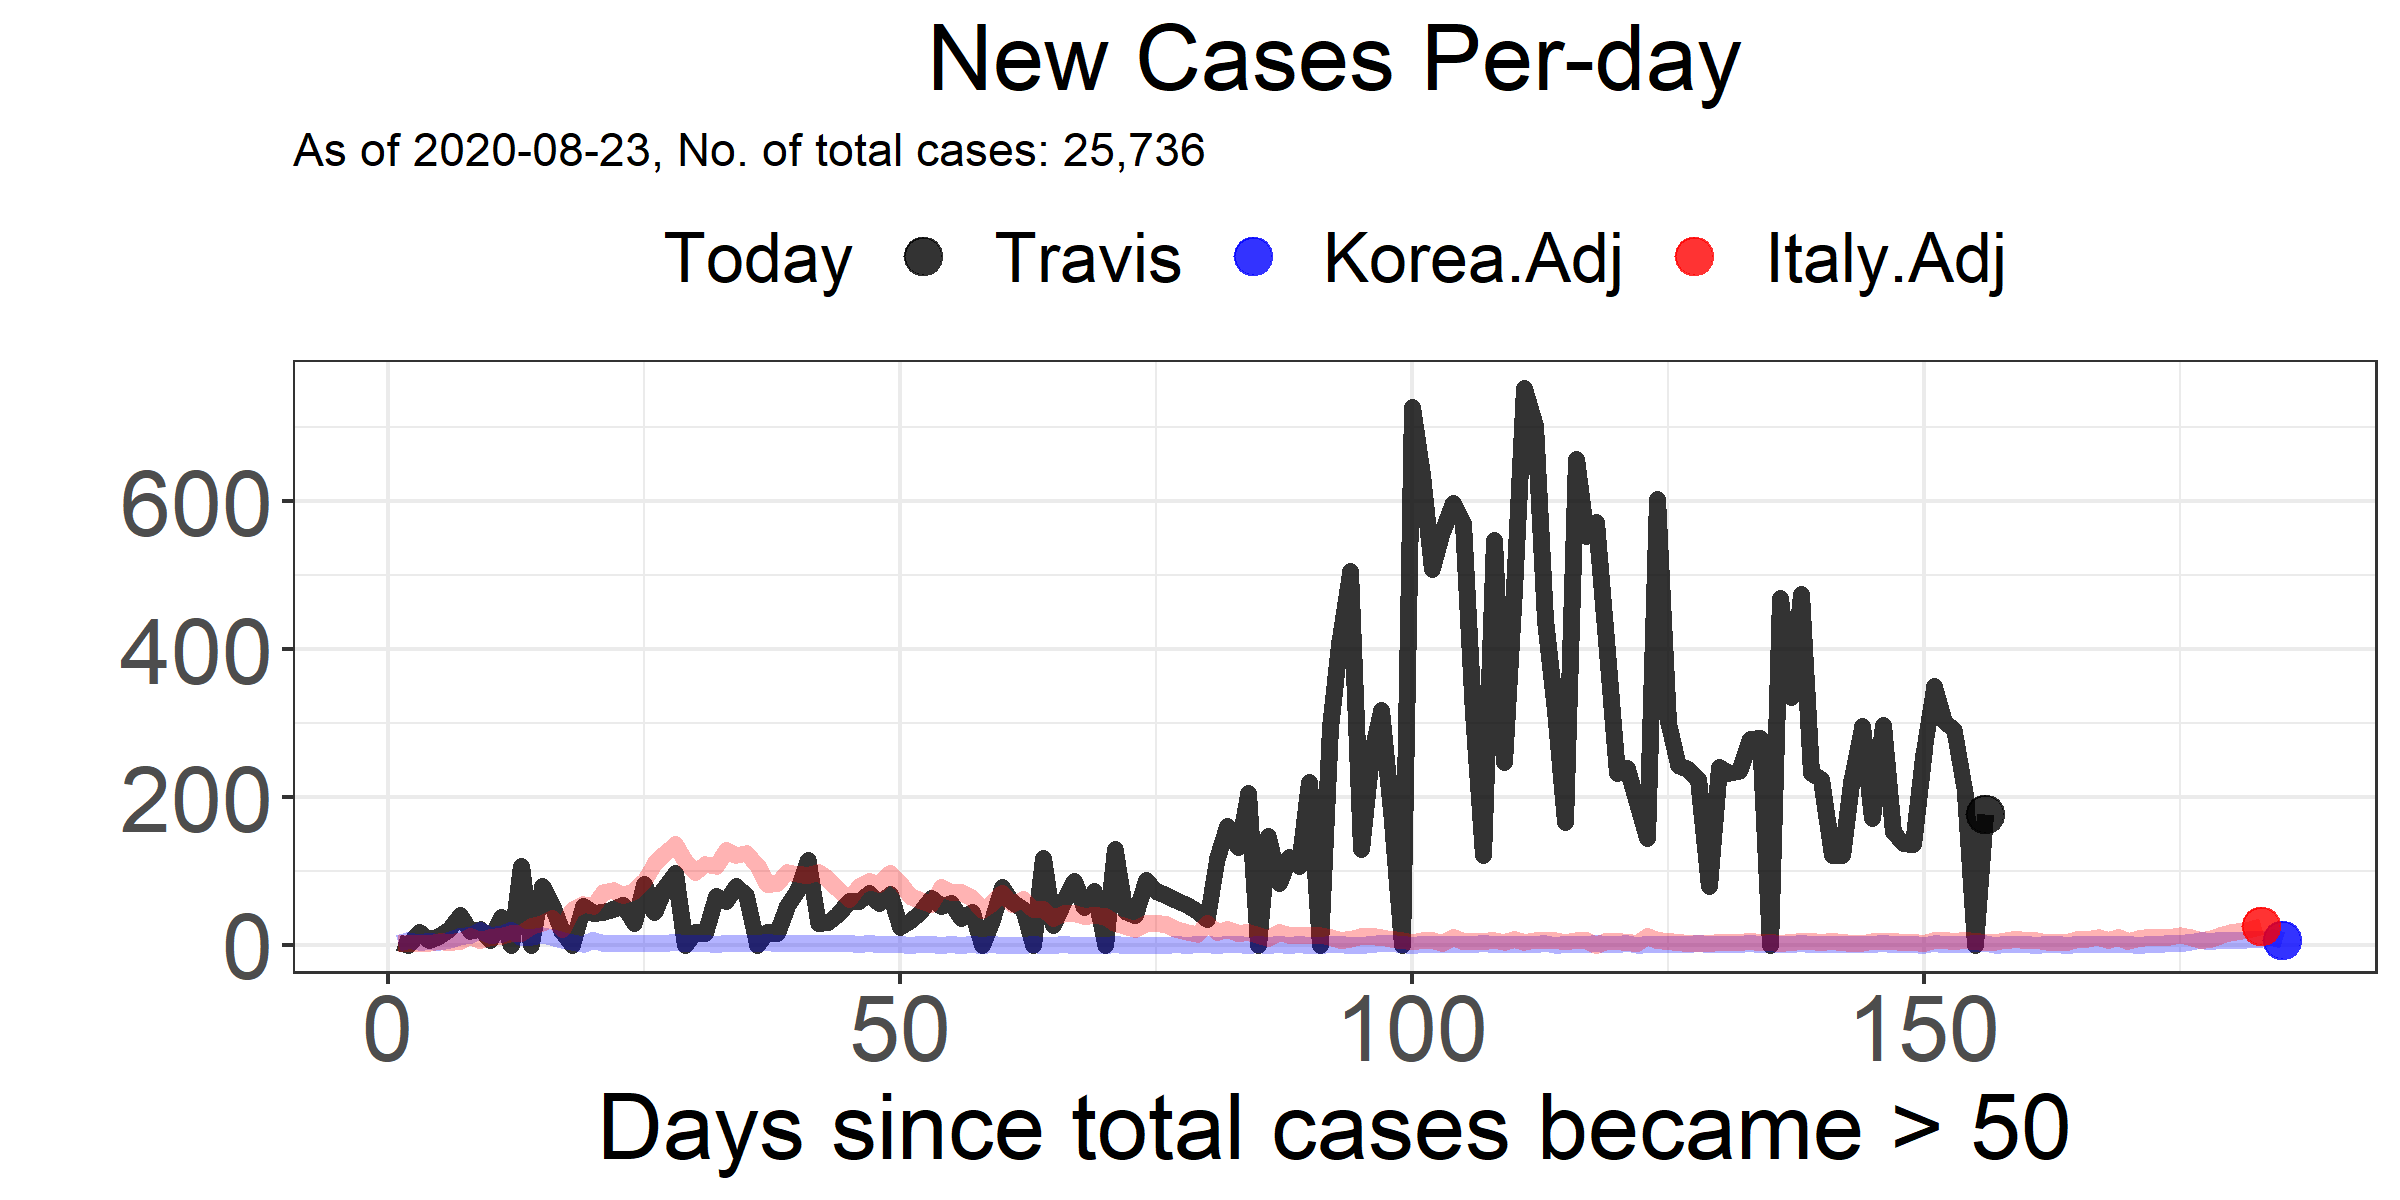 New Cases Per-day
As of 2020-08-23, No. of total cases: 25,736
Today Travis Korea.Adj Italy.Adj
600
400
200
0
0 50 100 150
Days since total cases became > 50